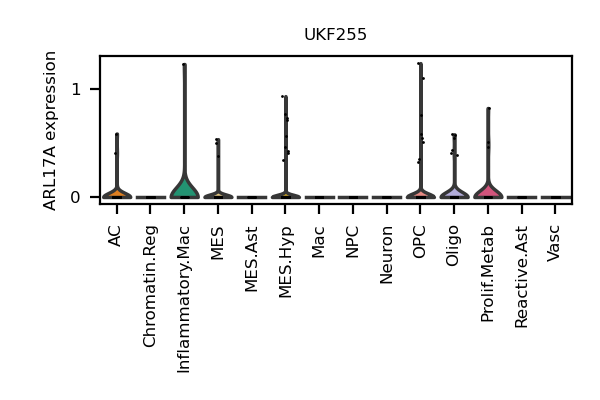 UKF255
ARL17A expression
1
0
AC
Chromatin.Reg
Inflammatory.Mac
MES
MES.Ast
MES.Hyp
Mac
NPC
Neuron
OPC
Oligo
Prolif.Metab
Reactive.Ast
Vasc